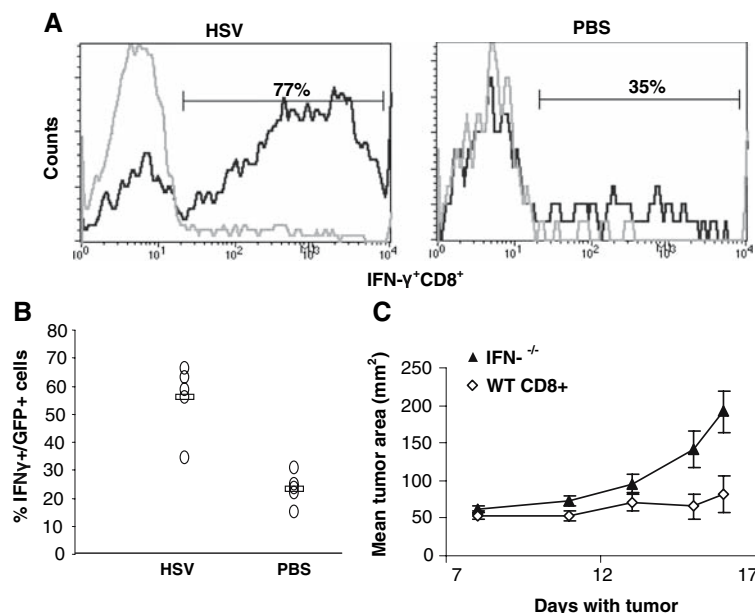 A
HSV
PBS
77%
35%
Counts
10⁰ 10¹ 10² 10³ 10⁴
10⁰ 10¹ 10² 10³ 10⁴
IFN-γ⁺CD8⁺
B
% IFNγ+/GFP+ cells
80
70
60
50
40
30
20
10
0
HSV PBS
C
IFN- ⁻/⁻
WT CD8+
Mean tumor area (mm²)
250
200
150
100
50
0
7 12 17
Days with tumor